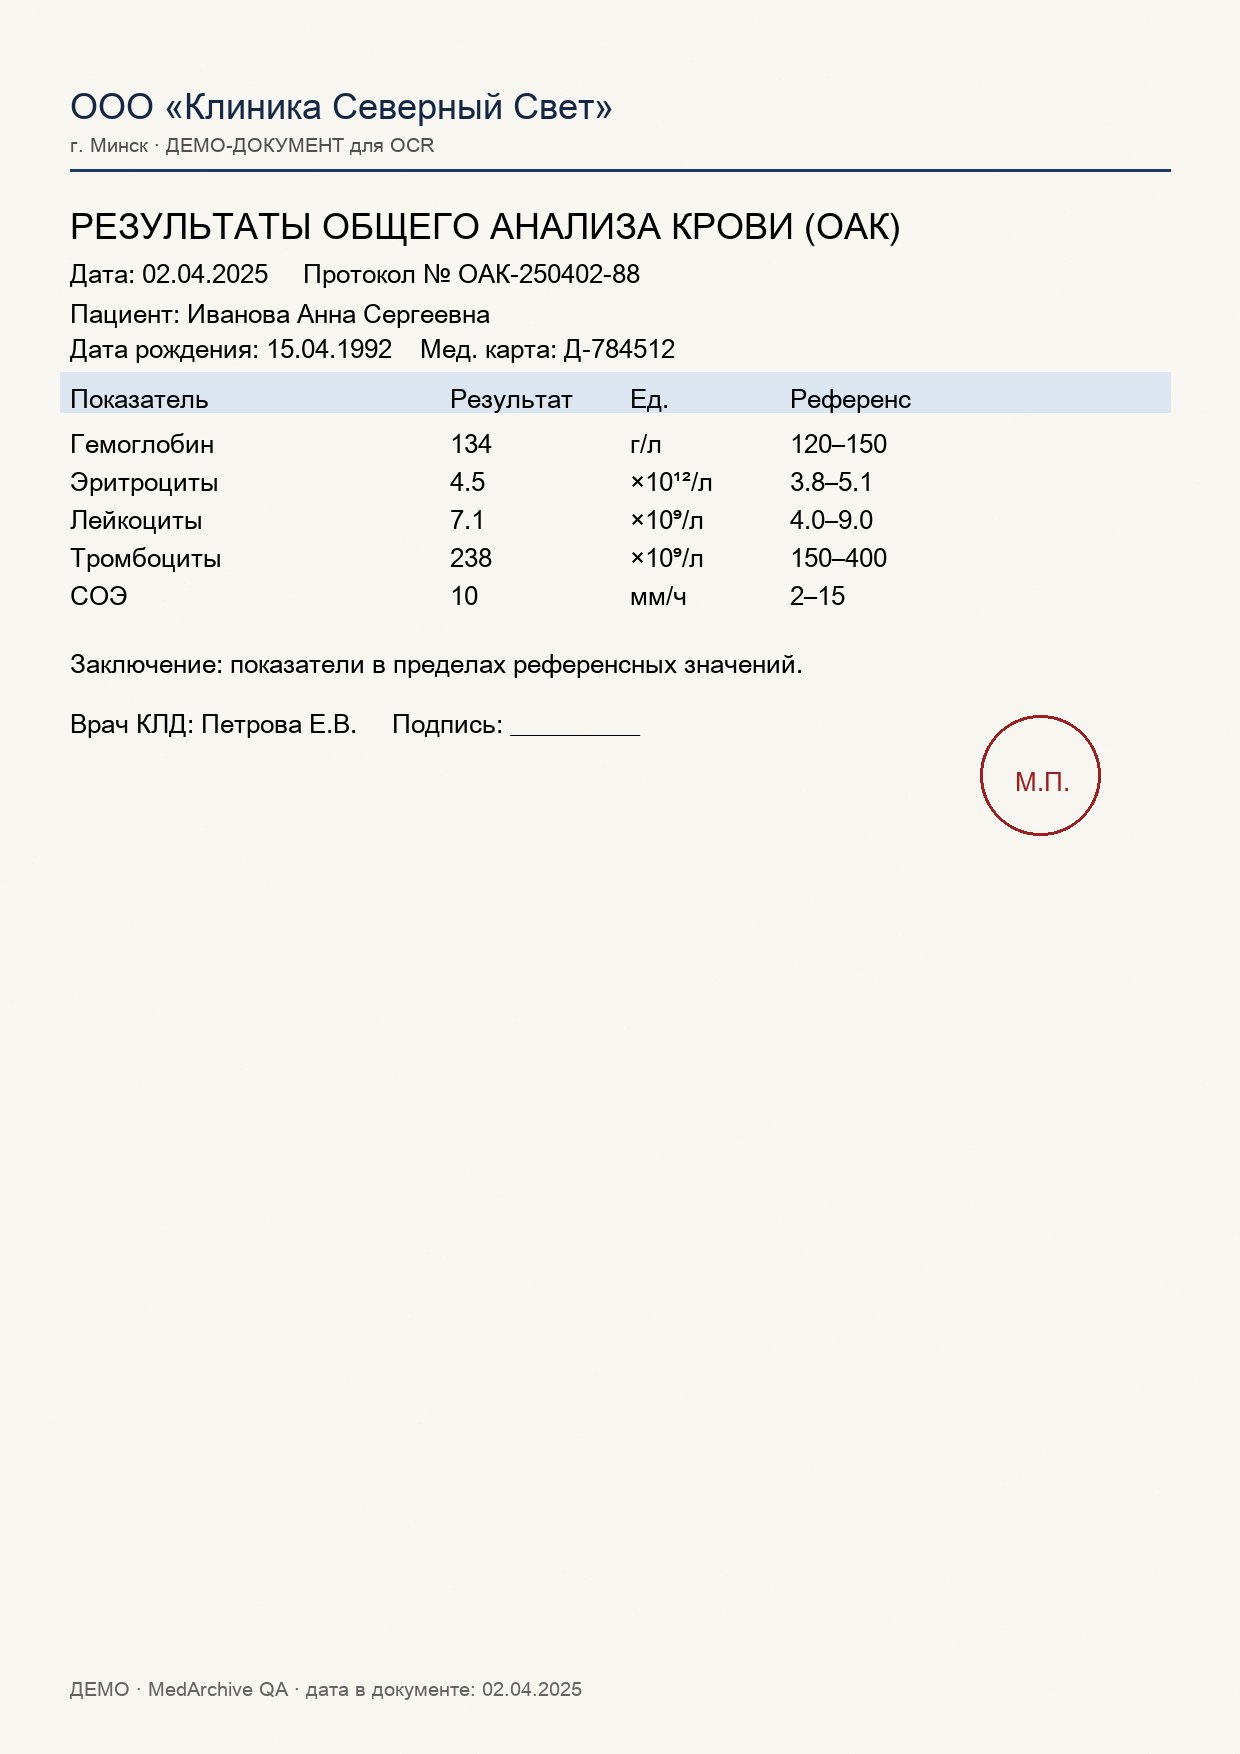 ООО «Клиника Северный Свет»
г. Минск · ДЕМО-ДОКУМЕНТ для OCR
РЕЗУЛЬТАТЫ ОБЩЕГО АНАЛИЗА КРОВИ (ОАК)
Дата: 02.04.2025 Протокол № ОАК-250402-88
Пациент: Иванова Анна Сергеевна
Дата рождения: 15.04.1992 Мед. карта: Д-784512
Показатель Результат Ед. Референс
Гемоглобин 134 г/л 120–150
Эритроциты 4.5 ×10¹²/л 3.8–5.1
Лейкоциты 7.1 ×10⁹/л 4.0–9.0
Тромбоциты 238 ×10⁹/л 150–400
СОЭ 10 мм/ч 2–15
Заключение: показатели в пределах референсных значений.
Врач КЛД: Петрова Е.В. Подпись: _________
М.П.
ДЕМО · MedArchive QA · дата в документе: 02.04.2025